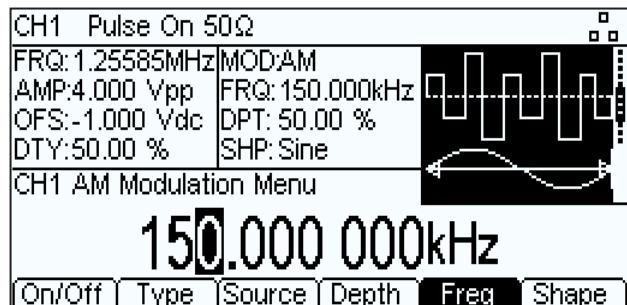 CH1 Pulse On 50Ω
FRQ:1.25585MHz MOD:AM
AMP:4.000 Vpp FRQ:150.000kHz
OFS:-1.000 Vdc DPT: 50.00 %
DTY:50.00 % SHP: Sine
CH1 AM Modulation Menu
150.000 000kHz
On/Off Type Source Depth Freq Shape